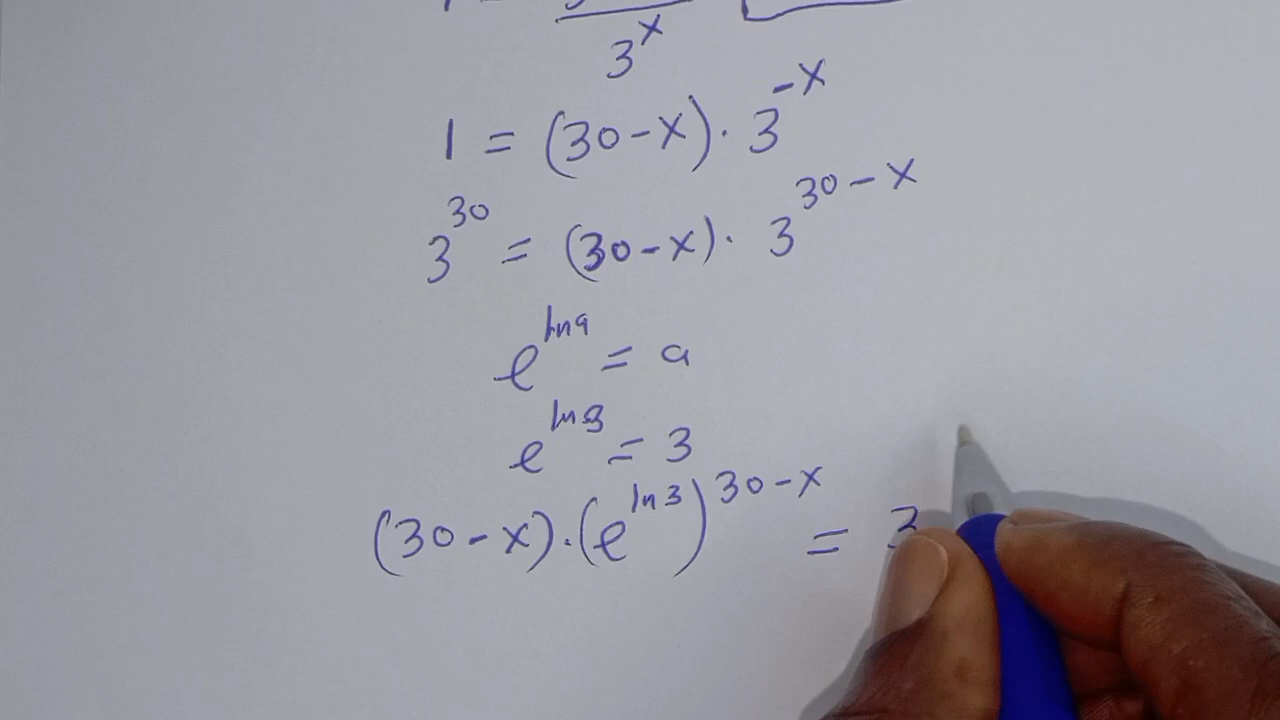 3^x
1 = (30-x)·3^-x
3^30 = (30-x)·3^30-x
e^ln a = a
e^ln 3 = 3
(30-x)·(e^ln 3)^30-x = 3